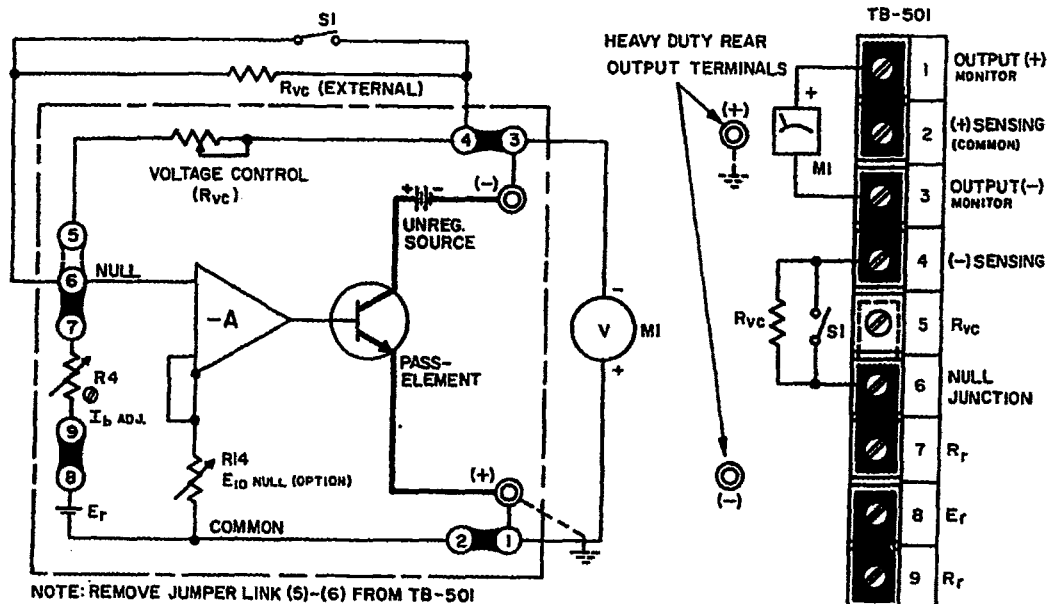 S1
Rvc (EXTERNAL)
4
3
VOLTAGE CONTROL
(Rvc)
(-)
+
-
UNREG.
SOURCE
5
6
NULL
7
-A
PASS-
ELEMENT
R4
Ib ADJ.
9
8
R14
EIO NULL (OPTION)
Er
COMMON
(+)
2
1
-
V
M1
+
NOTE: REMOVE JUMPER LINK (5)-(6) FROM TB-501
HEAVY DUTY REAR
OUTPUT TERMINALS
(+)
(-)
+
M1
Rvc
S1
TB-501
1 OUTPUT (+)
MONITOR
2 (+) SENSING
(COMMON)
3 OUTPUT (-)
MONITOR
4 (-) SENSING
5 Rvc
6 NULL
JUNCTION
7 Rr
8 Er
9 Rr